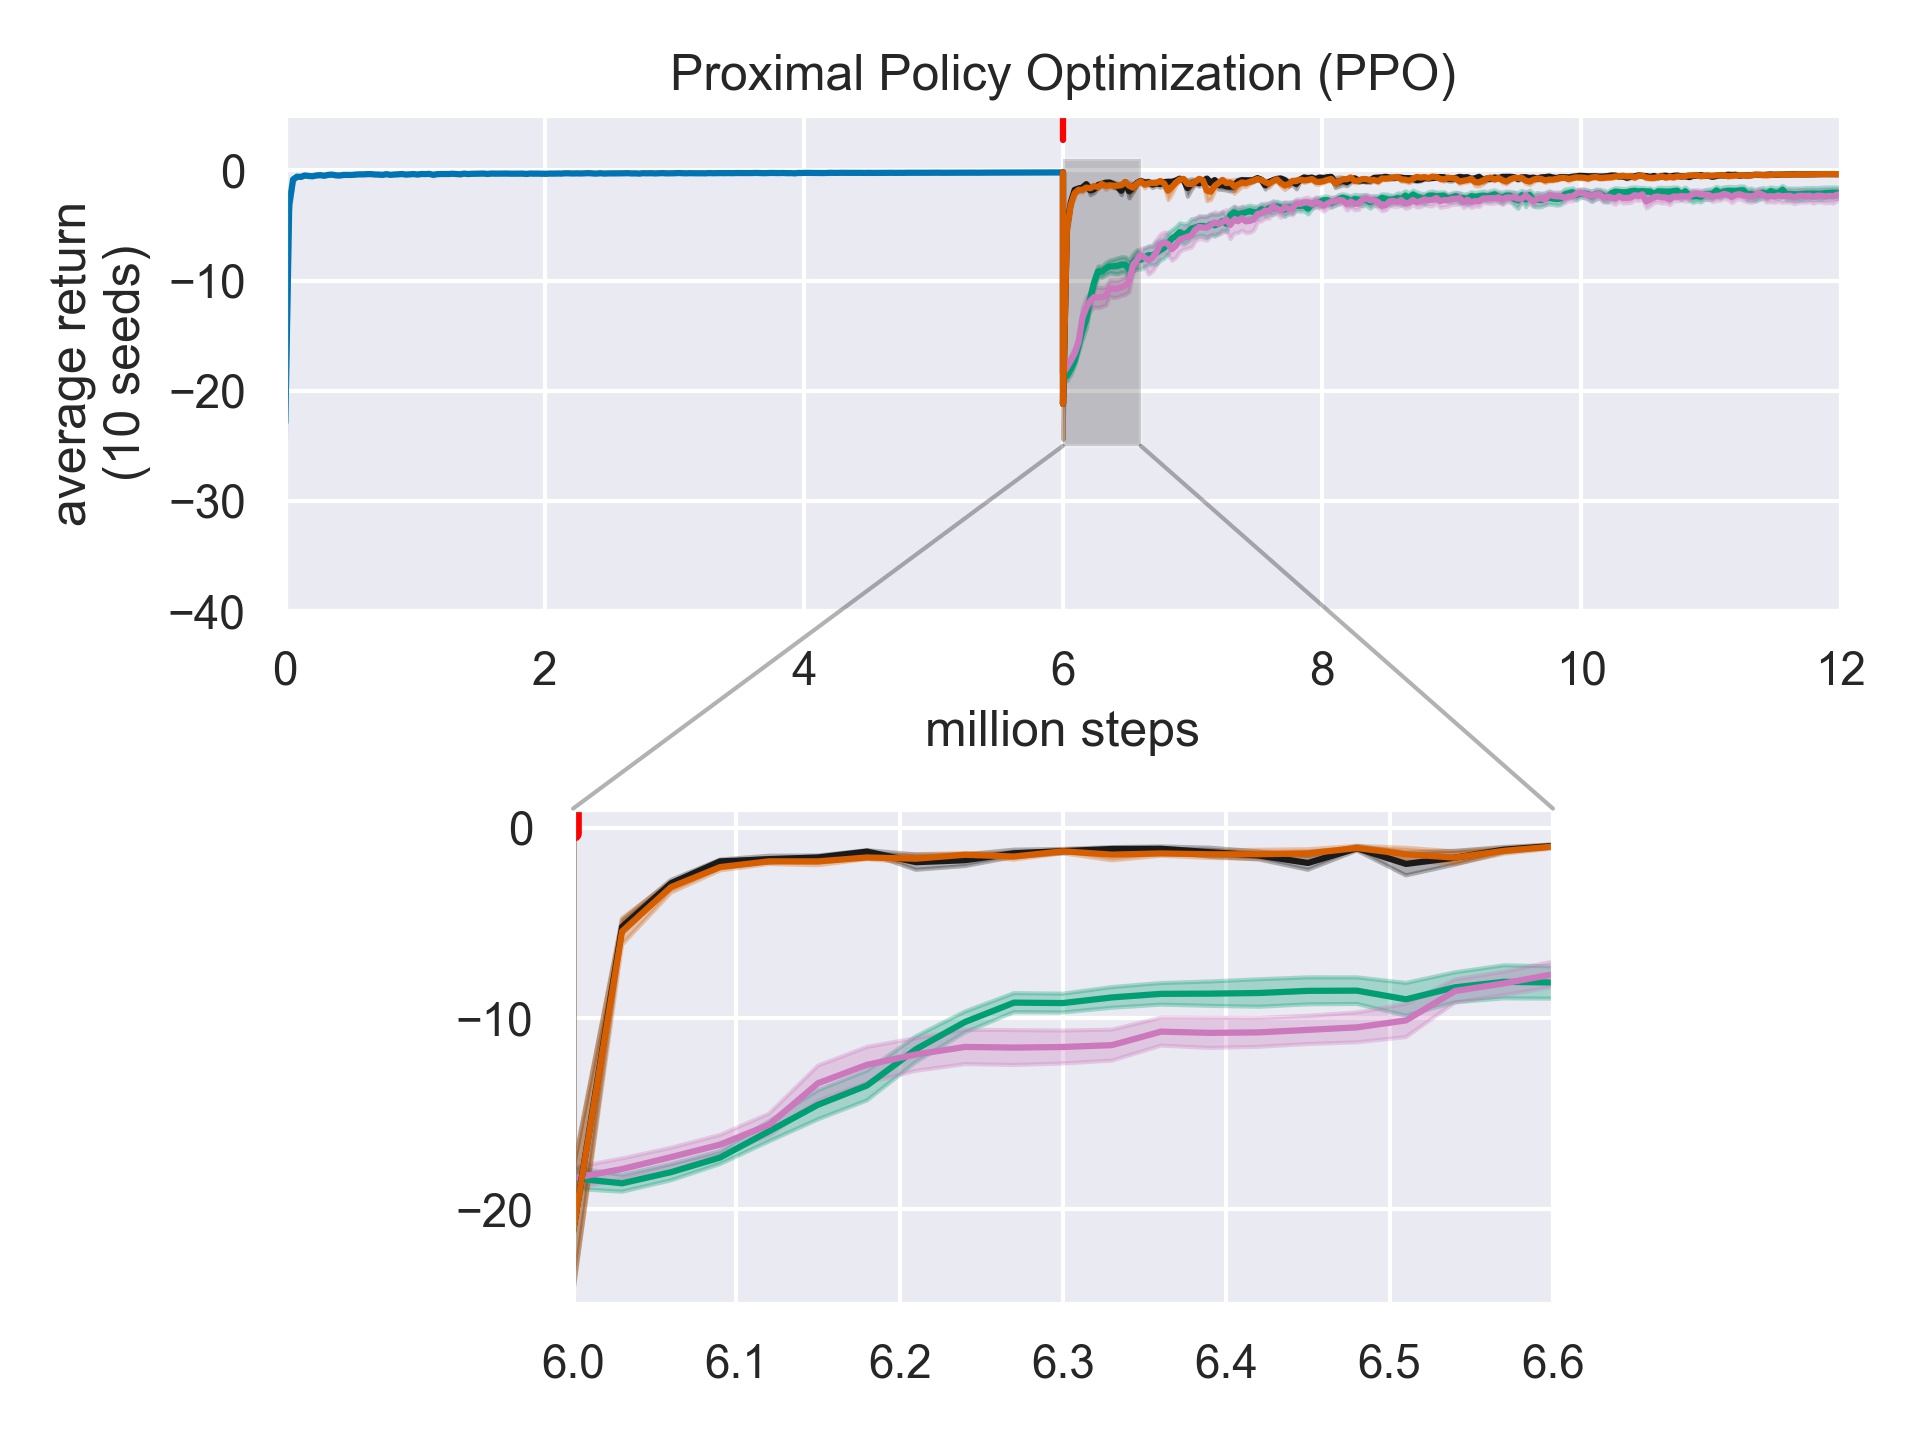 Proximal Policy Optimization (PPO)
average return
(10 seeds)
0
−10
−20
−30
−40
0 2 4 6 8 10 12
million steps
0
−10
−20
6.0 6.1 6.2 6.3 6.4 6.5 6.6